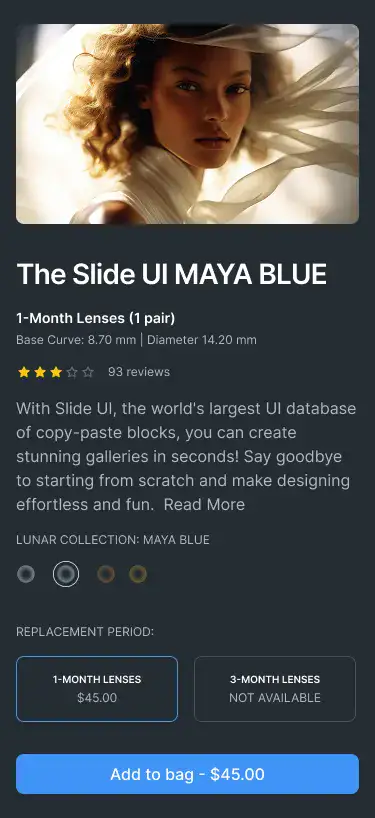 The Slide UI MAYA BLUE
1-Month Lenses (1 pair)
Base Curve: 8.70 mm | Diameter 14.20 mm
93 reviews
With Slide UI, the world's largest UI database
of copy-paste blocks, you can create
stunning galleries in seconds! Say goodbye
to starting from scratch and make designing
effortless and fun.  Read More
LUNAR COLLECTION: MAYA BLUE
REPLACEMENT PERIOD:
1-MONTH LENSES
$45.00
3-MONTH LENSES
NOT AVAILABLE
Add to bag - $45.00